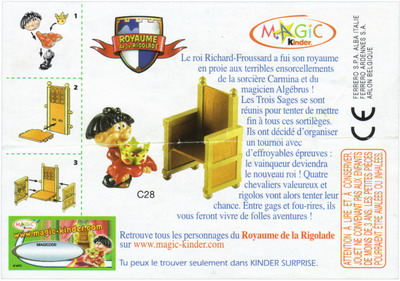 1
2
3
ROYAUME
DE LA RIGOLADE
MAGIC
Kinder
Le roi Richard-Froussard a fui son royaume
en proie aux terribles ensorcellements
de la sorcière Carmina et du
magicien Algébrus !
Les Trois Sages se sont
réunis pour tenter de mettre
fin à tous ces sortilèges.
Ils ont décidé d'organiser
un tournoi avec
d'effroyables épreuves :
le vainqueur deviendra
le nouveau roi ! Quatre
chevaliers valeureux et
rigolos vont alors tenter leur
chance. Entre gags et fou-rires, ils
vous feront vivre de folles aventures !
C28
Retrouve tous les personnages du Royaume de la Rigolade
sur www.magic-kinder.com
Tu peux le trouver seulement dans KINDER SURPRISE.
MAGIC
www.magic-kinder.com
MAGICODE
FERRERO S.P.A. ALBA ITALIE
FERRERO ARDENNES S.A.
ARLON BELGIQUE
CE
ATTENTION, À LIRE ET À CONSERVER:
JOUET NE CONVENANT PAS AUX ENFANTS
DE MOINS DE 3 ANS. LES PETITES PIÈCES
POURRAIENT ÊTRE AVALÉES OU INHALÉES.